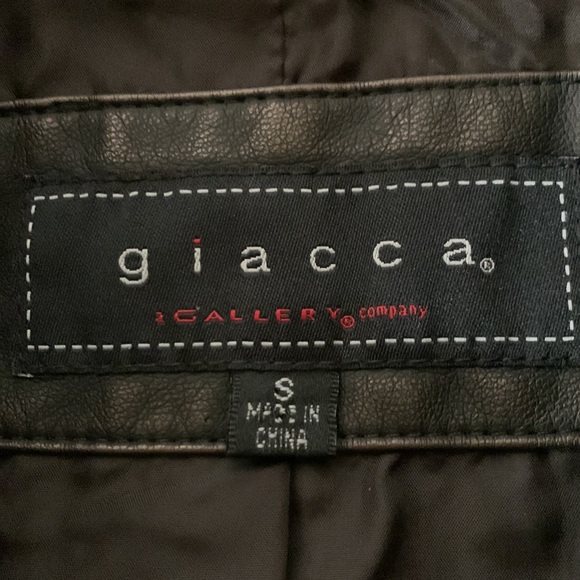 giacca®
a GALLERY® company
S
MADE IN
CHINA